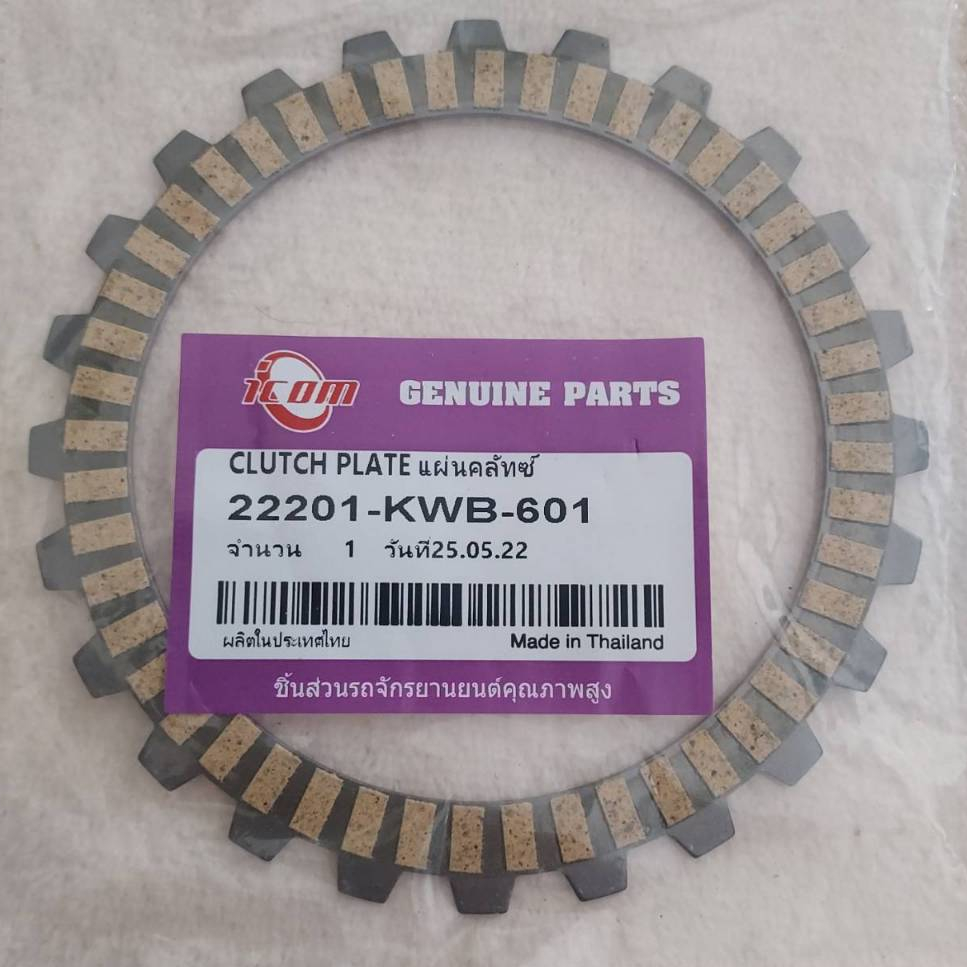 icom
GENUINE PARTS
CLUTCH PLATE แผ่นคลัทซ์
22201-KWB-601
จำนวน 1 วันที่25.05.22
ผลิตในประเทศไทย Made in Thailand
ชิ้นส่วนรถจักรยานยนต์คุณภาพสูง